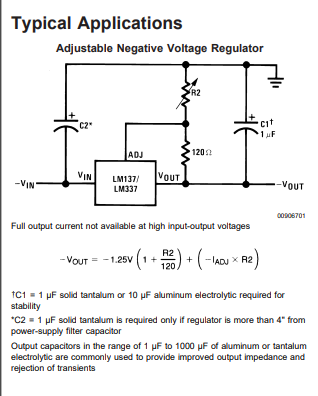 Typical Applications
Adjustable Negative Voltage Regulator
R2
+
C2*
+
C1†
1 µF
ADJ
120Ω
−VIN
VIN
LM137/
LM337
VOUT
−VOUT
00906701
Full output current not available at high input-output voltages
−VOUT = −1.25V (1 + R2/120) + (−IADJ × R2)
†C1 = 1 µF solid tantalum or 10 µF aluminum electrolytic required for
stability
*C2 = 1 µF solid tantalum is required only if regulator is more than 4" from
power-supply filter capacitor
Output capacitors in the range of 1 µF to 1000 µF of aluminum or tantalum
electrolytic are commonly used to provide improved output impedance and
rejection of transients